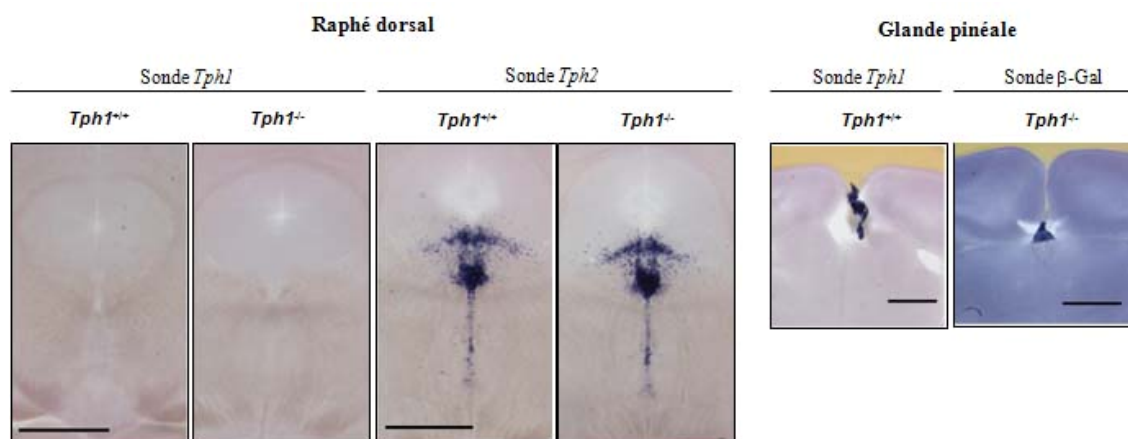 Raphé dorsal
Glande pinéale
Sonde Tph1
Sonde Tph2
Sonde Tph1
Sonde β-Gal
Tph1+/+
Tph1-/-
Tph1+/+
Tph1-/-
Tph1+/+
Tph1-/-